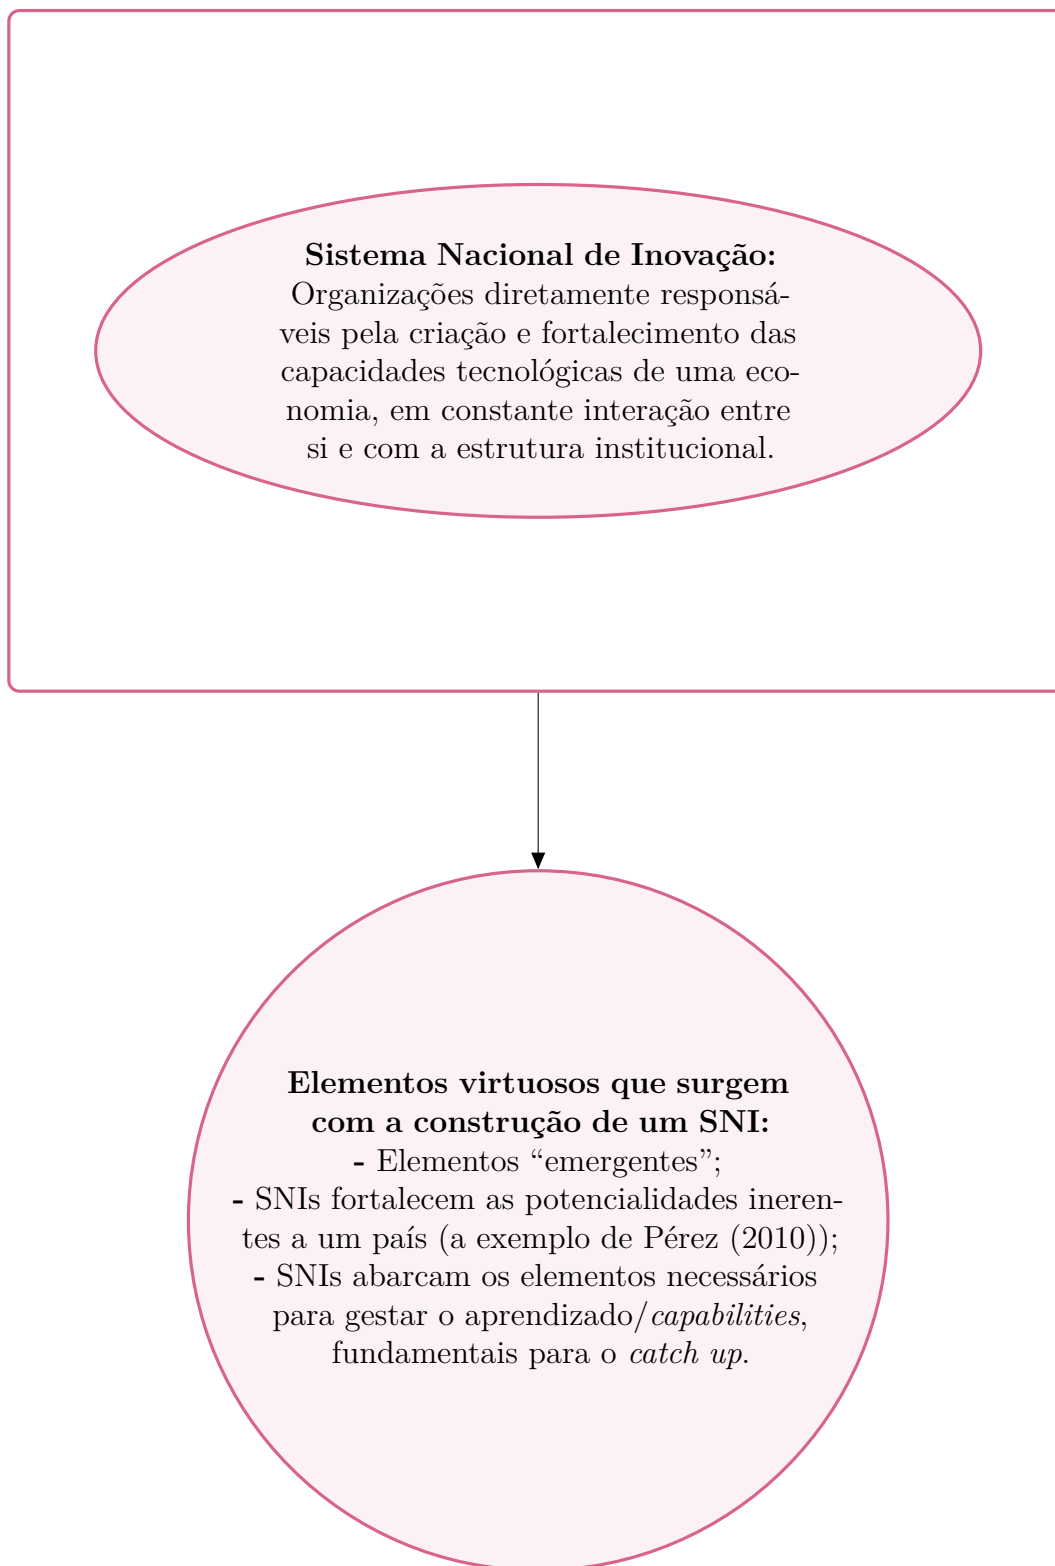 Sistema Nacional de Inovação:
Organizações diretamente responsá-
veis pela criação e fortalecimento das
capacidades tecnológicas de uma eco-
nomia, em constante interação entre
si e com a estrutura institucional.
Elementos virtuosos que surgem
com a construção de um SNI:
- Elementos “emergentes”;
- SNIs fortalecem as potencialidades ineren-
tes a um país (a exemplo de Pérez (2010));
- SNIs abarcam os elementos necessários
para gestar o aprendizado/capabilities,
fundamentais para o catch up.